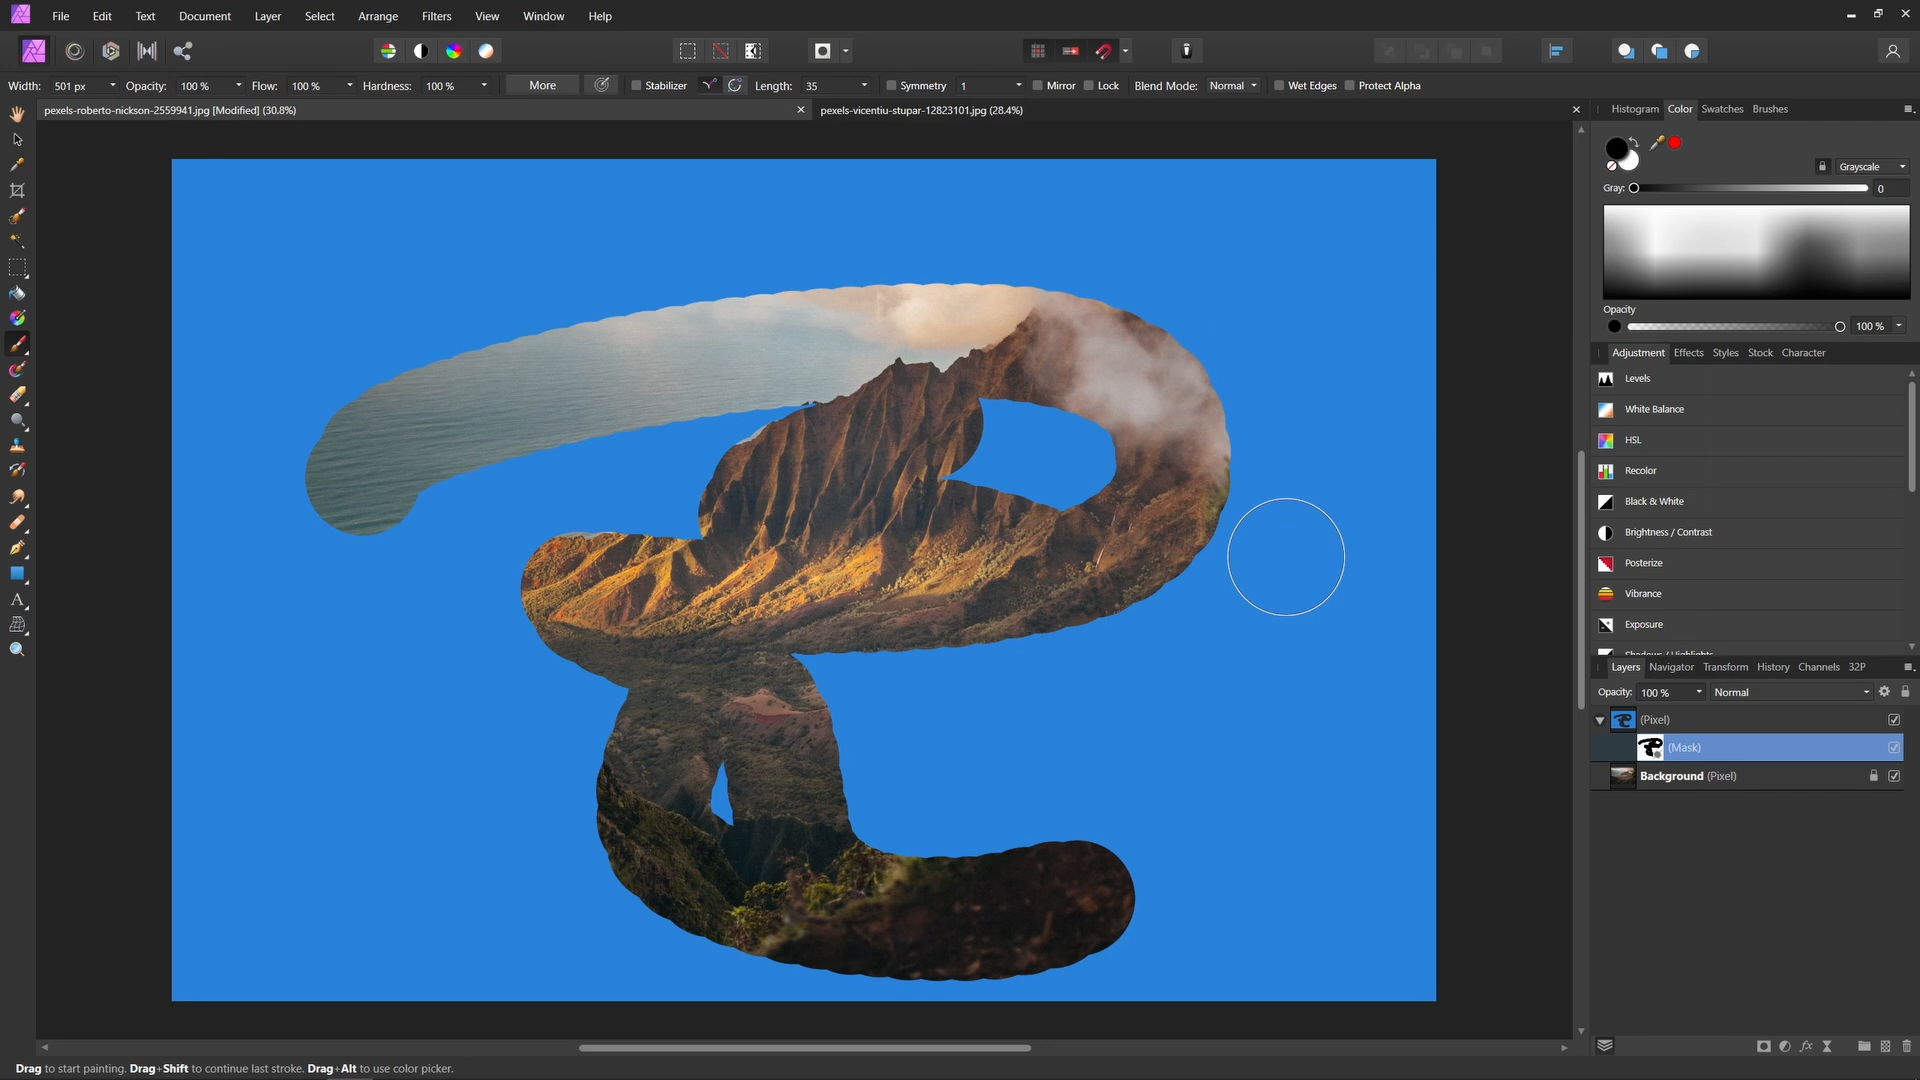 File Edit Text Document Layer Select Arrange Filters View Window Help
Width: 501 px Opacity: 100 % Flow: 100 % Hardness: 100 % More Stabilizer Length: 35 Symmetry 1 Mirror Lock Blend Mode: Normal Wet Edges Protect Alpha
pexels-roberto-nickson-2559941.jpg [Modified] (30.8%)
pexels-vicentiu-stupar-12823101.jpg (28.4%)
Histogram Color Swatches Brushes
Grayscale
Gray: 0
Opacity
100 %
Adjustment Effects Styles Stock Character
Levels
White Balance
HSL
Recolor
Black & White
Brightness / Contrast
Posterize
Vibrance
Exposure
Shadows / Highlights
Layers Navigator Transform History Channels 32P
Opacity: 100 % Normal
(Pixel)
(Mask)
Background (Pixel)
Drag to start painting. Drag+Shift to continue last stroke. Drag+Alt to use color picker.